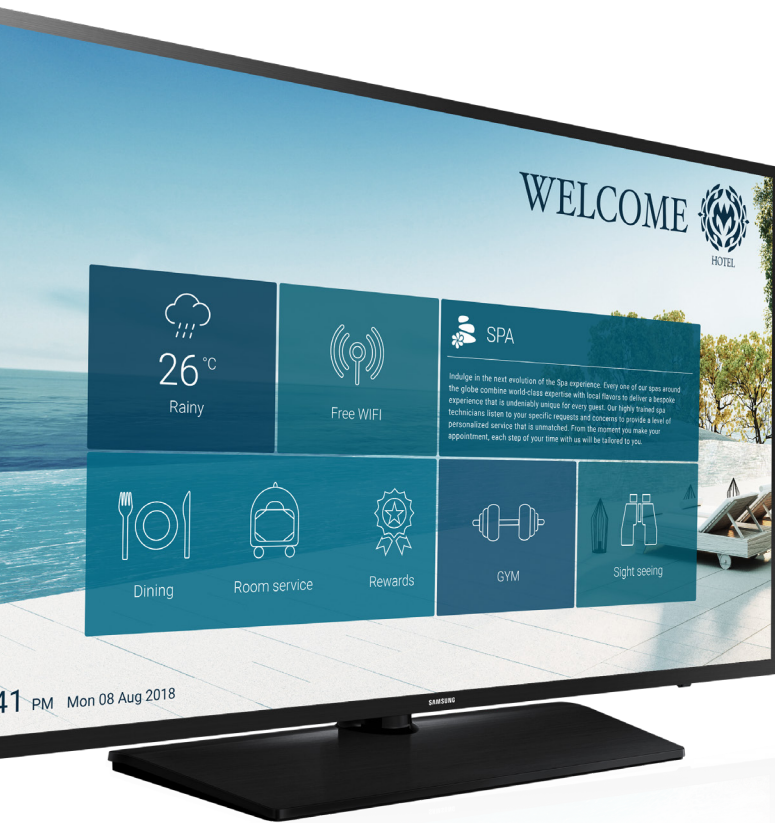 WELCOME
HOTEL
26 °C
Rainy
Free WIFI
SPA
Indulge in the next evolution of the Spa experience. Every one of our spas around
the globe combine world-class expertise with local flavors to deliver a bespoke
experience that is undeniably unique for every guest. Our highly trained spa
technicians listen to your specific requests and concerns to provide a level of
personalized service that is unmatched. From the moment you make your
appointment, each step of your time with us will be tailored to you.
Dining
Room service
Rewards
GYM
Sight seeing
41 PM Mon 08 Aug 2018
SAMSUNG